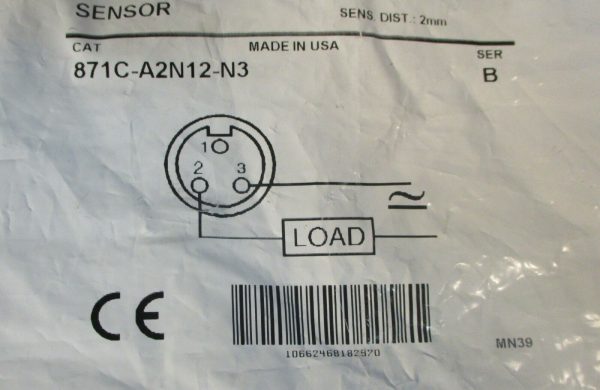 SENSOR SENS. DIST.: 2mm
CAT MADE IN USA SER
871C-A2N12-N3 B
1
2 3
LOAD
CE
10662468182970
MN39